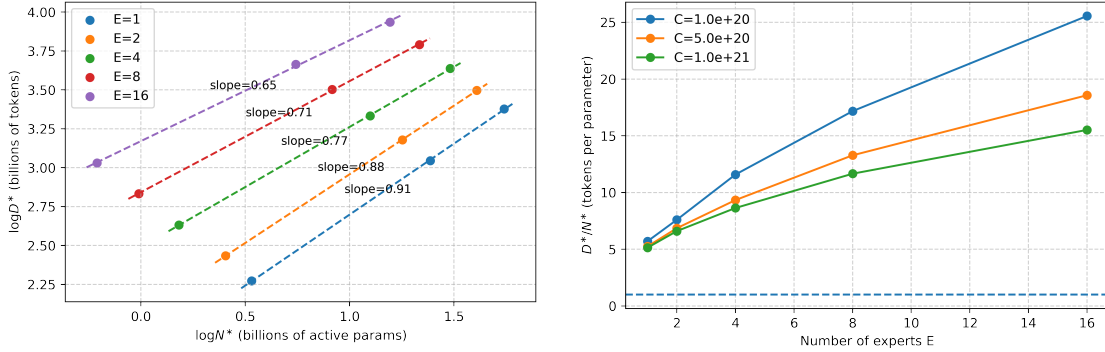 4.00
3.75
3.50
3.25
3.00
2.75
2.50
2.25
0.0
0.5
1.0
1.5
logD* (billions of tokens)
logN* (billions of active params)
E=1
E=2
E=4
E=8
E=16
slope=0.65
slope=0.71
slope=0.77
slope=0.88
slope=0.91
25
20
15
10
5
0
2
4
6
8
10
12
14
16
D*/N* (tokens per parameter)
Number of experts E
C=1.0e+20
C=5.0e+20
C=1.0e+21